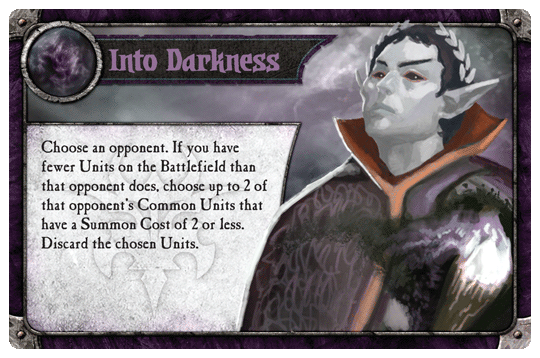 Into Darkness
Choose an opponent. If you have
fewer Units on the Battlefield than
that opponent does, choose up to 2 of
that opponent's Common Units that
have a Summon Cost of 2 or less.
Discard the chosen Units.